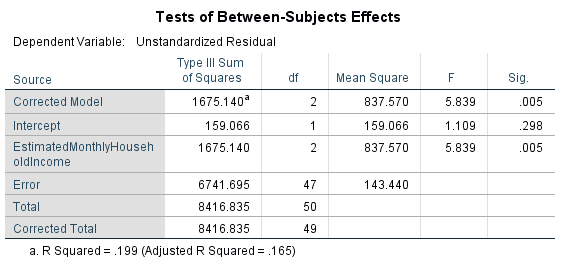 Tests of Between-Subjects Effects
Dependent Variable: Unstandardized Residual
Source Type III Sum of Squares df Mean Square F Sig.
Corrected Model 1675.140a 2 837.570 5.839 .005
Intercept 159.066 1 159.066 1.109 .298
EstimatedMonthlyHouseh
oldIncome 1675.140 2 837.570 5.839 .005
Error 6741.695 47 143.440
Total 8416.835 50
Corrected Total 8416.835 49
a. R Squared = .199 (Adjusted R Squared = .165)